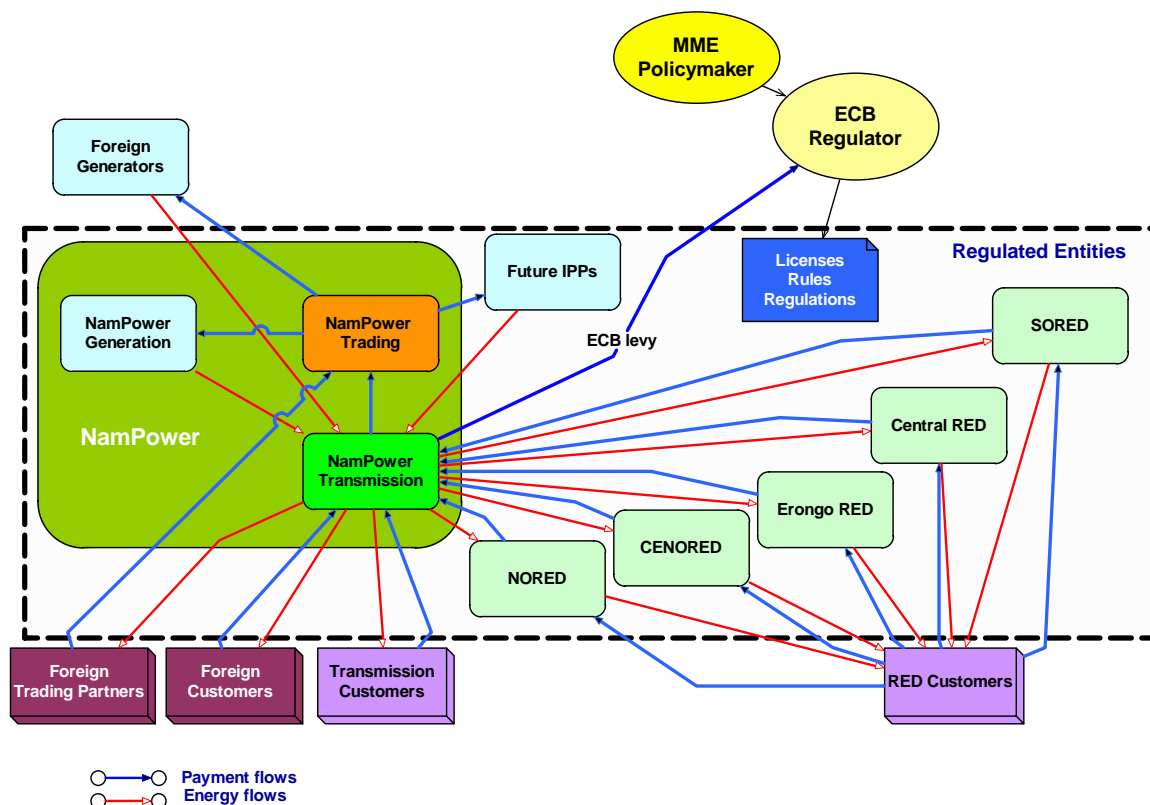 MME
Policymaker
ECB
Regulator
Foreign
Generators
Regulated Entities
Licenses
Rules
Regulations
Future IPPs
NamPower
Generation
NamPower
Trading
SORED
ECB levy
Central RED
NamPower
NamPower
Transmission
Erongo RED
CENORED
NORED
Foreign
Trading Partners
Foreign
Customers
Transmission
Customers
RED Customers
Payment flows
Energy flows